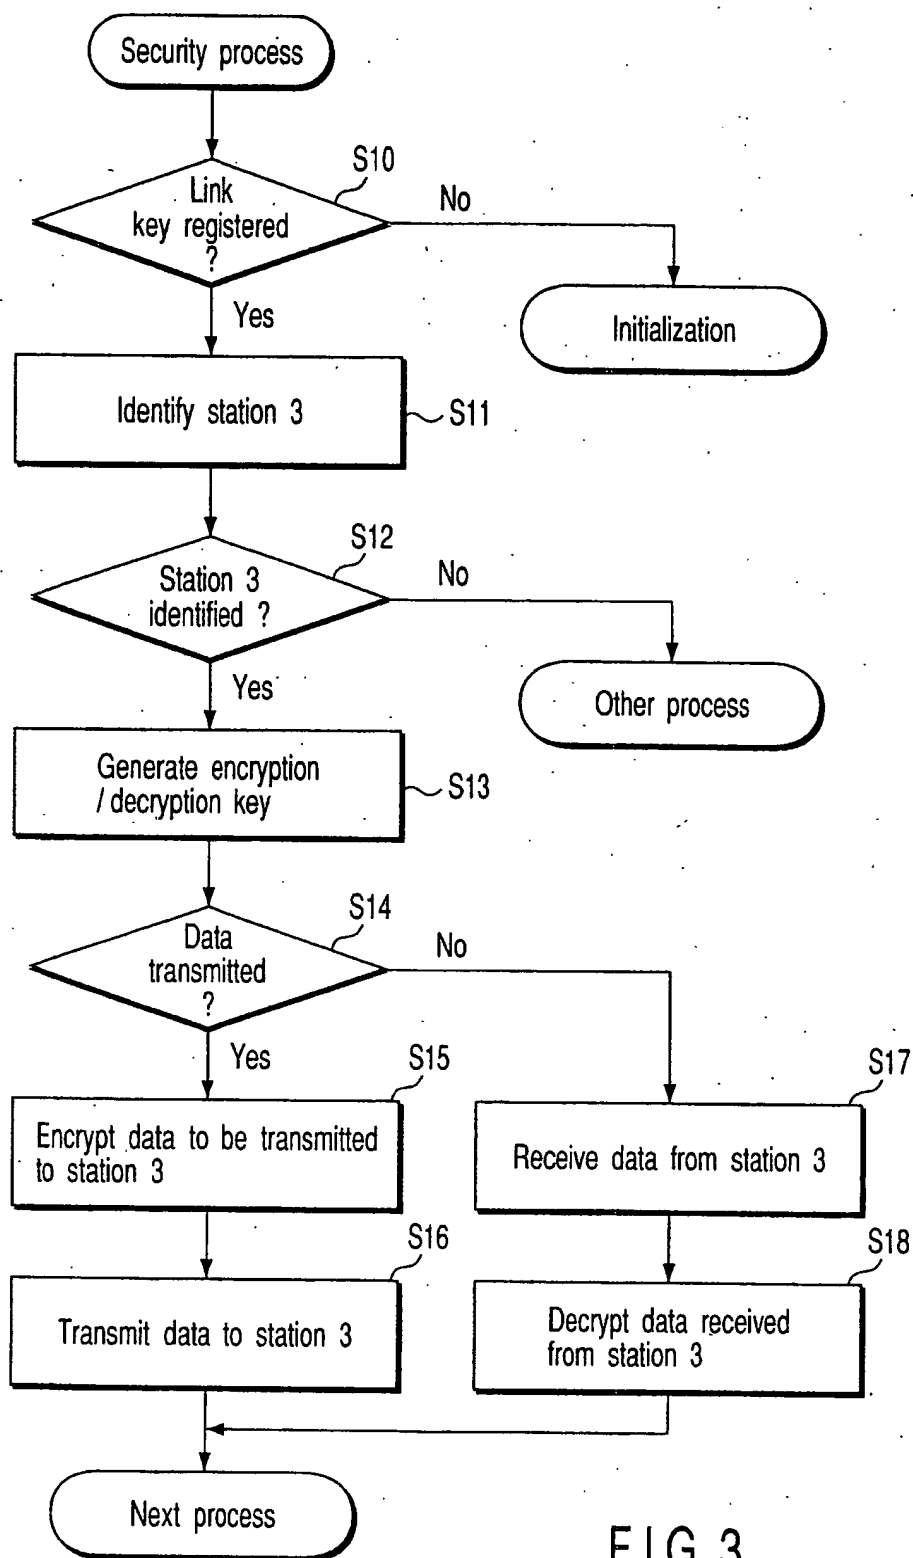 Security process
S10
Link
key registered
?
No
Yes
Initialization
Identify station 3
S11
S12
Station 3
identified ?
No
Yes
Other process
Generate encryption
/ decryption key
S13
S14
Data
transmitted
?
No
Yes
S15
S17
Encrypt data to be transmitted
to station 3
Receive data from station 3
S16
S18
Transmit data to station 3
Decrypt data received
from station 3
Next process
FIG. 3